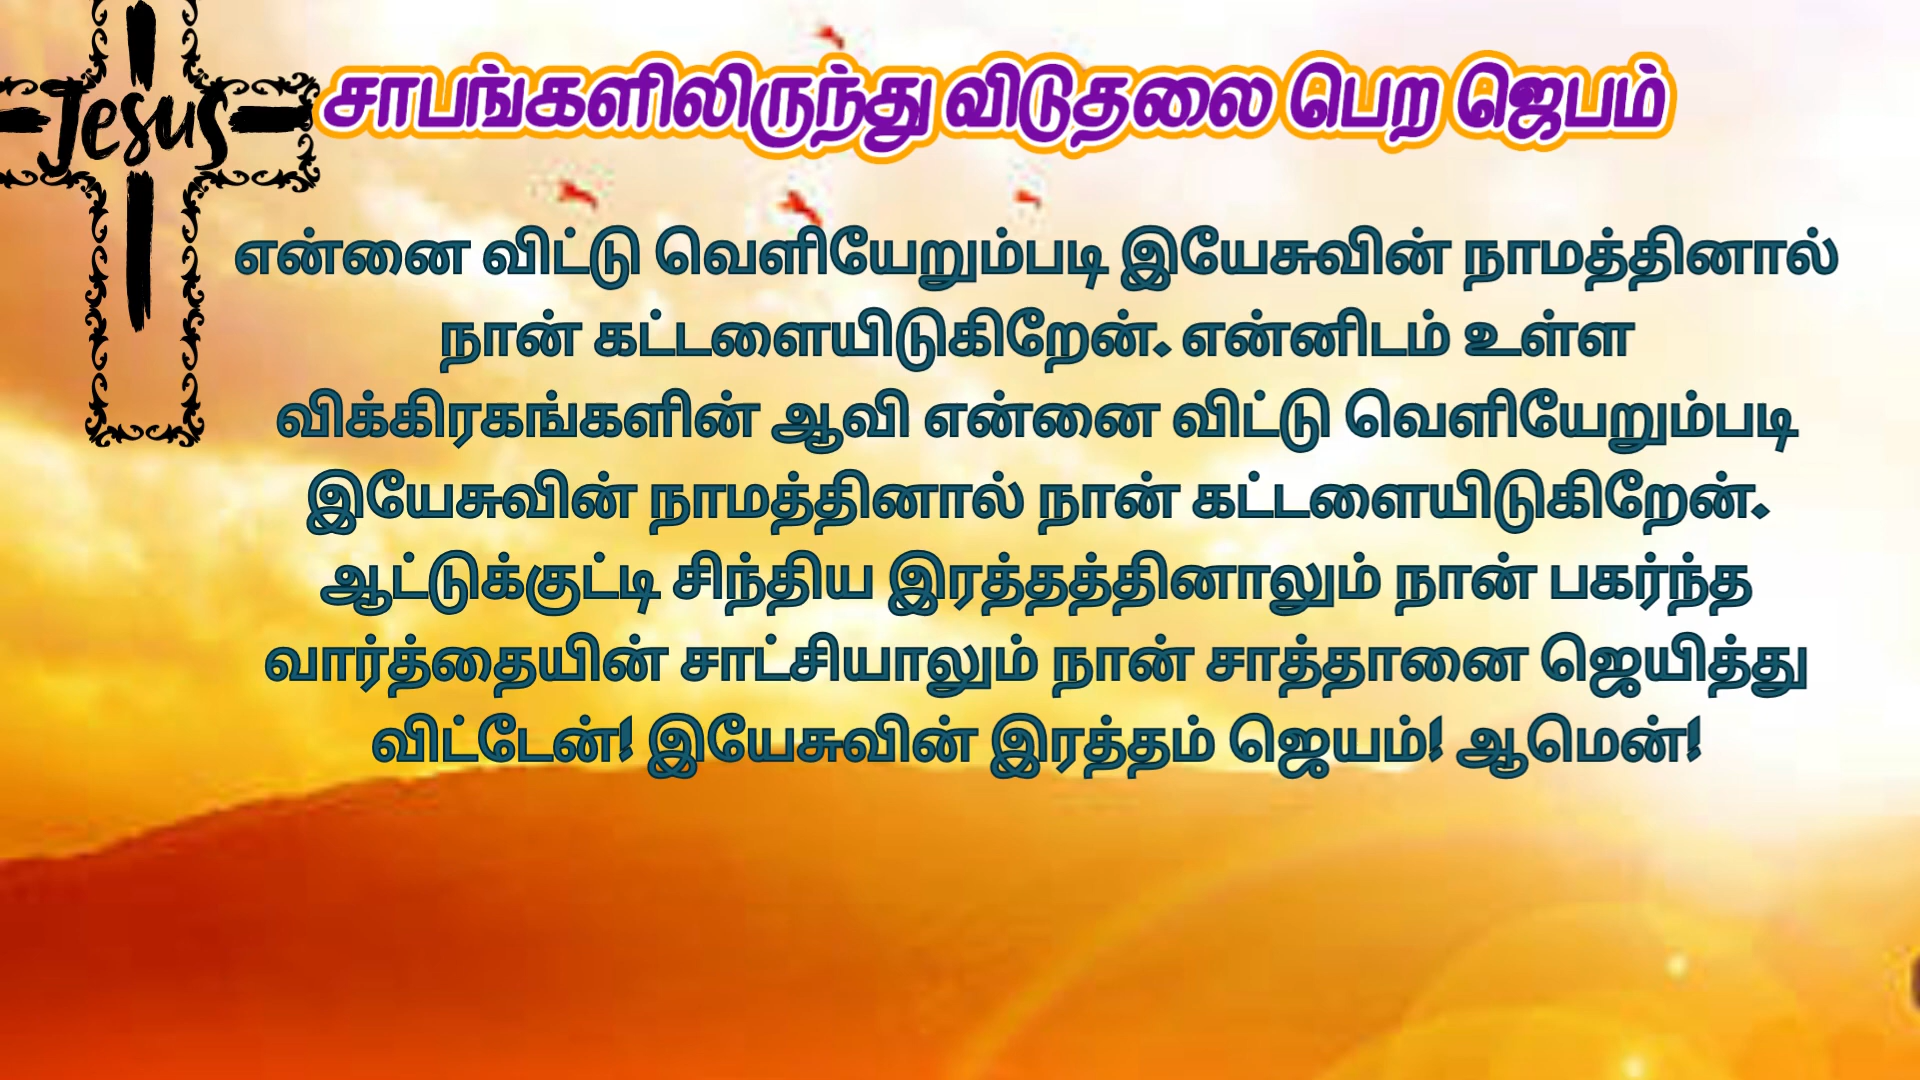 Jesus
சாபங்களிலிருந்து விடுதலை பெற ஜெபம்
என்னை விட்டு வெளியேறும்படி இயேசுவின் நாமத்தினால்
நான் கட்டளையிடுகிறேன். என்னிடம் உள்ள
விக்கிரகங்களின் ஆவி என்னை விட்டு வெளியேறும்படி
இயேசுவின் நாமத்தினால் நான் கட்டளையிடுகிறேன்.
ஆட்டுக்குட்டி சிந்திய இரத்தத்தினாலும் நான் பகர்ந்த
வார்த்தையின் சாட்சியாலும் நான் சாத்தானை ஜெயித்து
விட்டேன்! இயேசுவின் இரத்தம் ஜெயம்! ஆமென்!